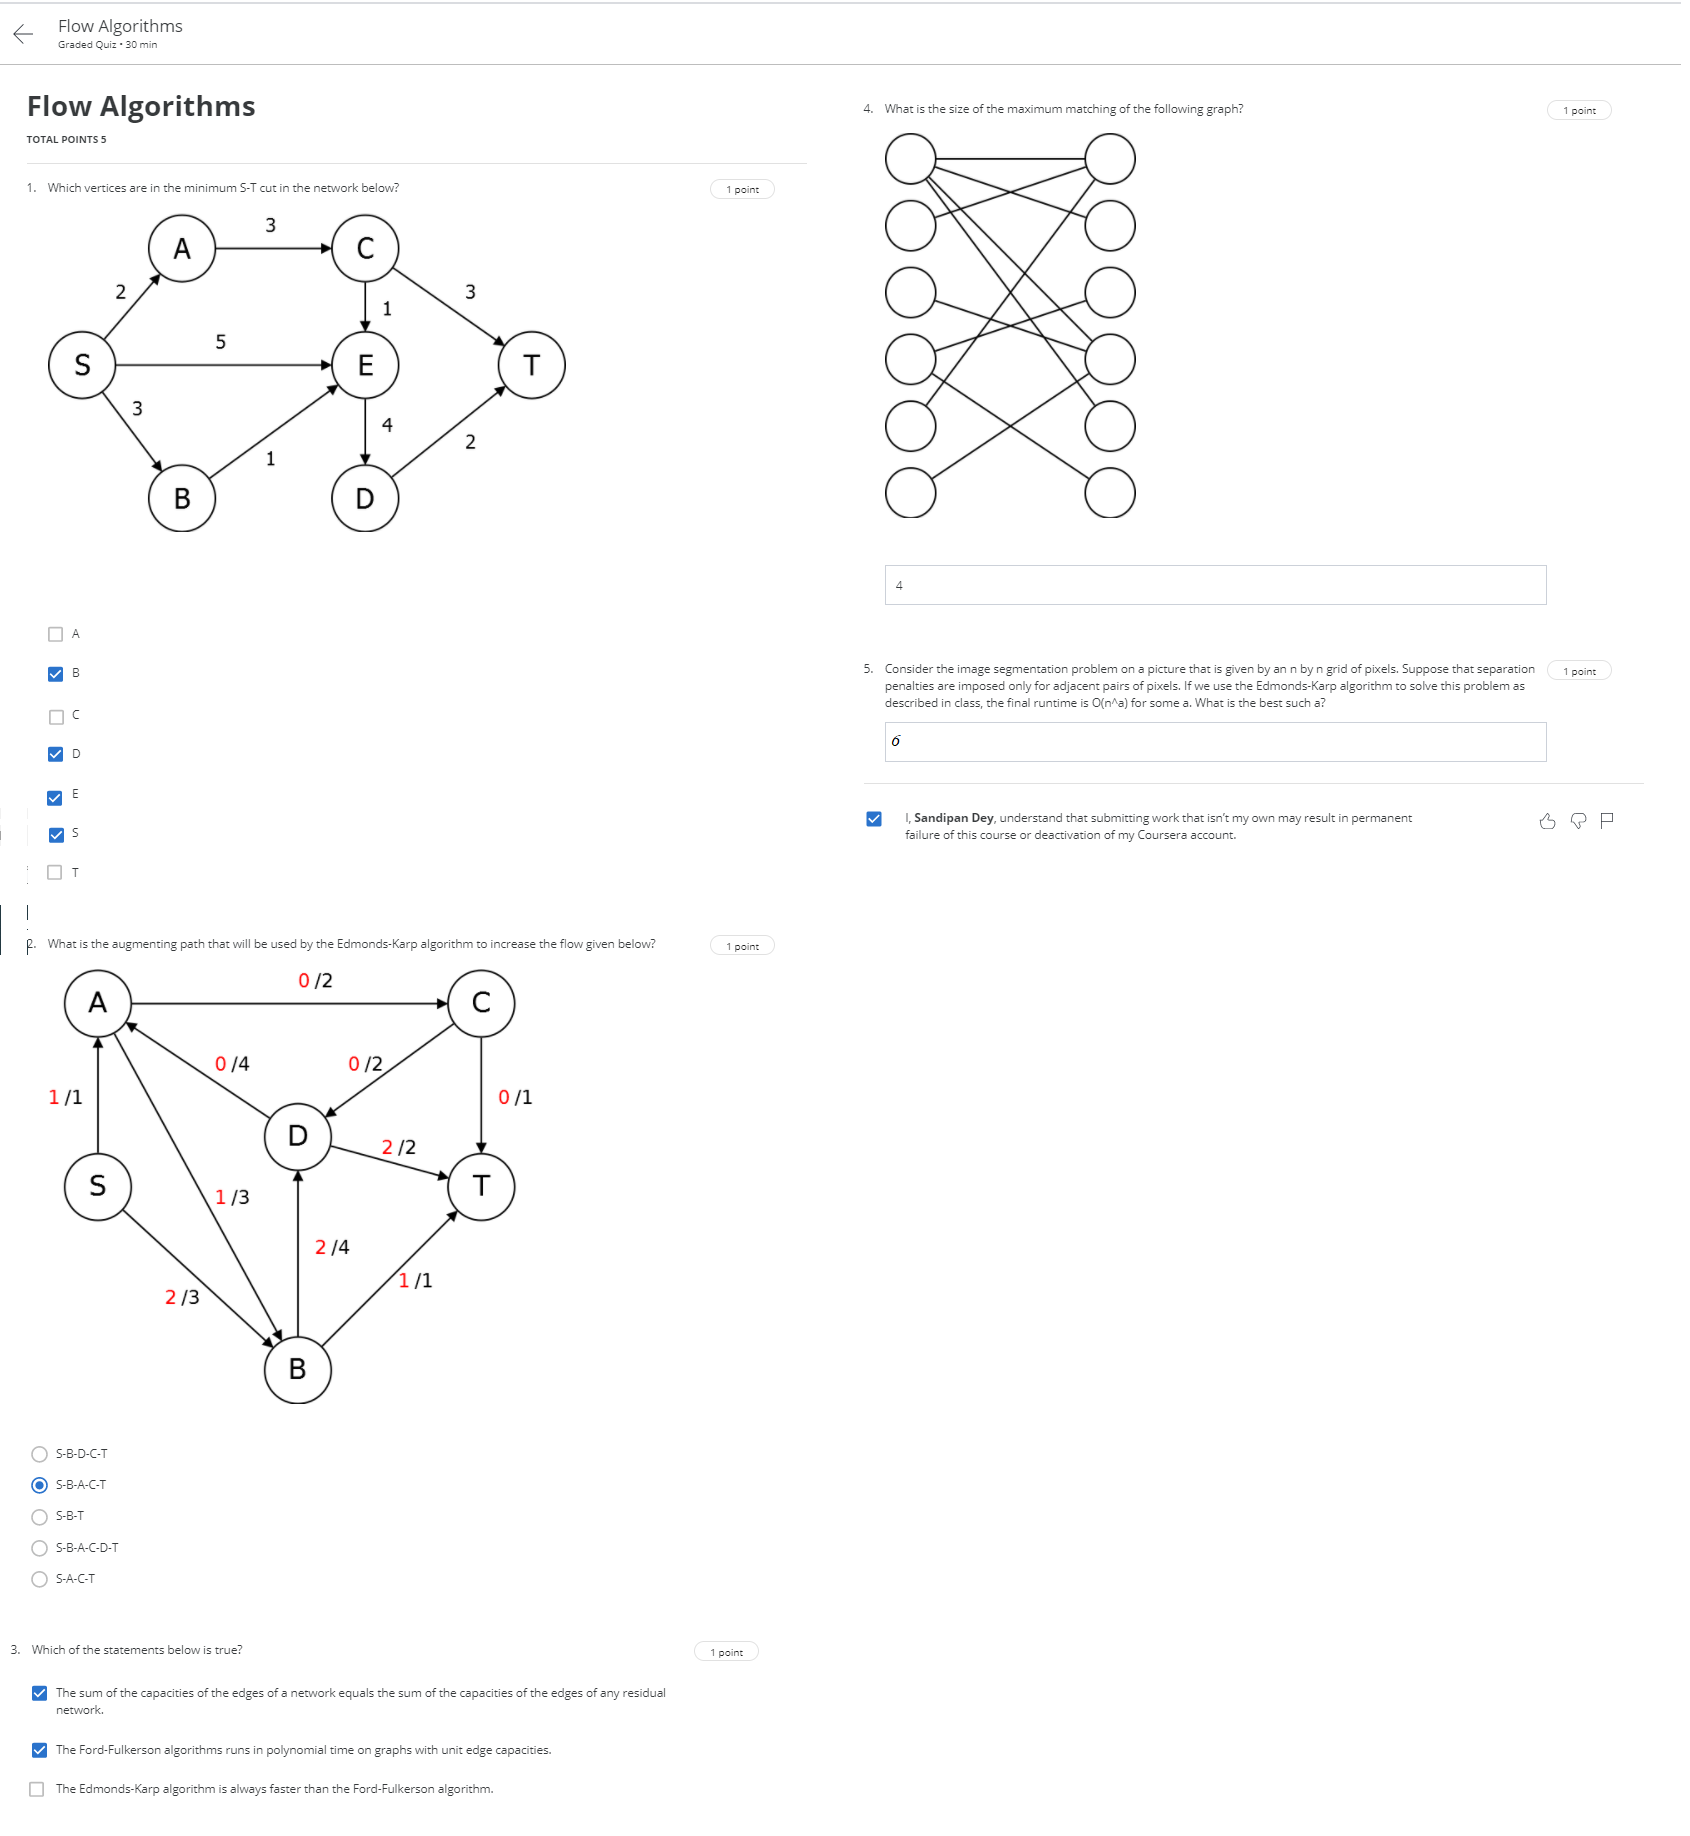 Flow Algorithms
Graded Quiz • 30 min
Flow Algorithms
TOTAL POINTS 5
1. Which vertices are in the minimum S-T cut in the network below?
1 point
3
A
C
2
3
1
5
S
E
T
3
4
2
1
B
D
A
B
C
D
E
S
T
2. What is the augmenting path that will be used by the Edmonds-Karp algorithm to increase the flow given below?
1 point
0 /2
A
C
0 /4
0 /2
1 /1
0 /1
D
2 /2
S
T
1 /3
2 /4
1 /1
2 /3
B
S-B-D-C-T
S-B-A-C-T
S-B-T
S-B-A-C-D-T
S-A-C-T
3. Which of the statements below is true?
1 point
The sum of the capacities of the edges of a network equals the sum of the capacities of the edges of any residual
network.
The Ford-Fulkerson algorithms runs in polynomial time on graphs with unit edge capacities.
The Edmonds-Karp algorithm is always faster than the Ford-Fulkerson algorithm.
4. What is the size of the maximum matching of the following graph?
1 point
4
5. Consider the image segmentation problem on a picture that is given by an n by n grid of pixels. Suppose that separation
1 point
penalties are imposed only for adjacent pairs of pixels. If we use the Edmonds-Karp algorithm to solve this problem as
described in class, the final runtime is O(n^a) for some a. What is the best such a?
6
I, Sandipan Dey, understand that submitting work that isn't my own may result in permanent
failure of this course or deactivation of my Coursera account.